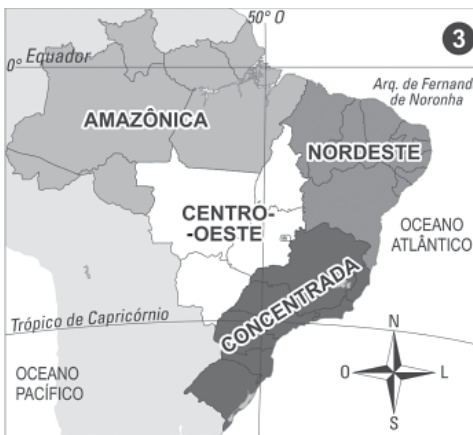 50° O
3
0° Equador
Arq. de Fernando
de Noronha
AMAZÔNICA
NORDESTE
CENTRO-
-OESTE
OCEANO
ATLÂNTICO
CONCENTRADA
Trópico de Capricórnio
N
O
L
S
OCEANO
PACÍFICO